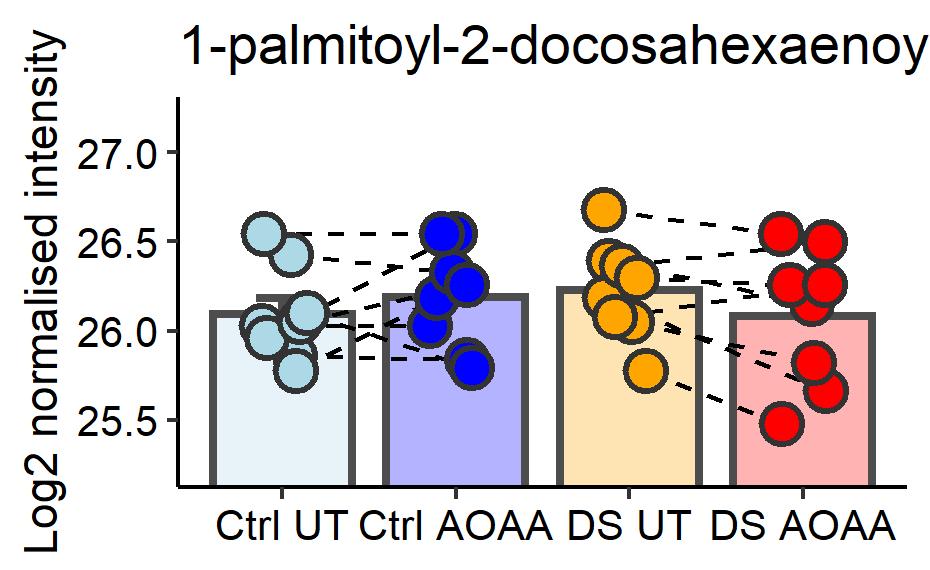 1-palmitoyl-2-docosahexaenoy
Log2 normalised intensity
27.0
26.5
26.0
25.5
Ctrl UT
Ctrl AOAA
DS UT
DS AOAA